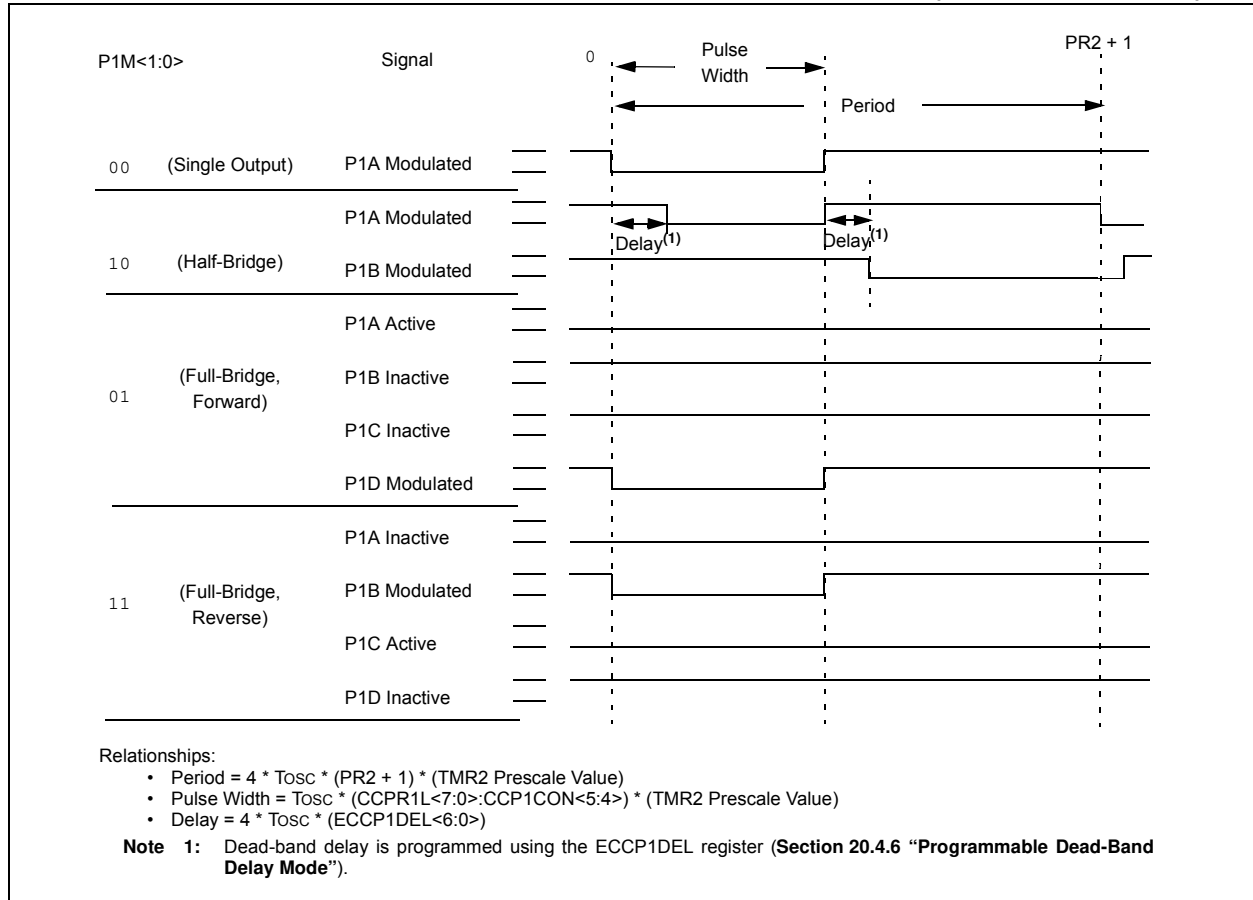 P1M<1:0> Signal 0 Pulse Width PR2 + 1
Period
00 (Single Output) P1A Modulated
P1A Modulated
Delay(1) Delay(1)
10 (Half-Bridge) P1B Modulated
P1A Active
01 (Full-Bridge, Forward) P1B Inactive
P1C Inactive
P1D Modulated
P1A Inactive
11 (Full-Bridge, Reverse) P1B Modulated
P1C Active
P1D Inactive
Relationships:
• Period = 4 * TOSC * (PR2 + 1) * (TMR2 Prescale Value)
• Pulse Width = TOSC * (CCPR1L<7:0>:CCP1CON<5:4>) * (TMR2 Prescale Value)
• Delay = 4 * TOSC * (ECCP1DEL<6:0>)
Note 1: Dead-band delay is programmed using the ECCP1DEL register (Section 20.4.6 “Programmable Dead-Band
Delay Mode”).